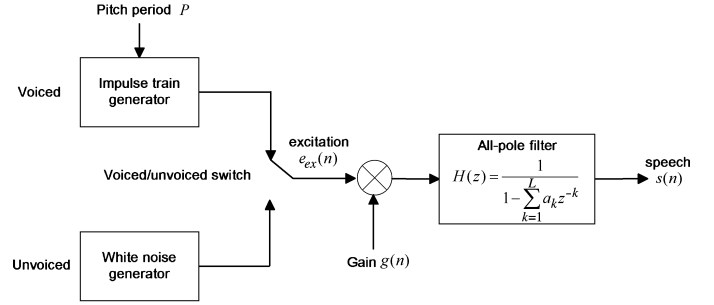 Pitch period P
Voiced
Impulse train
generator
excitation
e_ex(n)
Voiced/unvoiced switch
All-pole filter
H(z) = 1 / (1 − ∑_{k=1}^{L} a_k z^{−k})
speech
s(n)
Unvoiced
White noise
generator
Gain g(n)